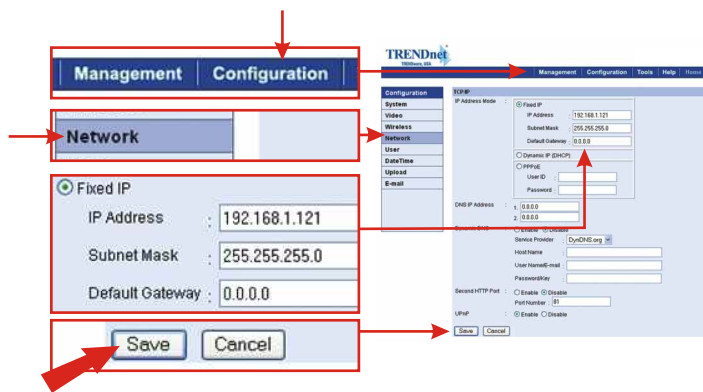 Management Configuration
Network
Fixed IP
IP Address : 192.168.1.121
Subnet Mask : 255.255.255.0
Default Gateway : 0.0.0.0
Save Cancel
TRENDnet
TRENDware, USA
Management Configuration Tools Help Home
Configuration
System
Video
Wireless
Network
User
DateTime
Upload
E-mail
TCP/IP
IP Address Mode :
Fixed IP
IP Address : 192.168.1.121
Subnet Mask : 255.255.255.0
Default Gateway : 0.0.0.0
Dynamic IP (DHCP)
PPPoE
User ID :
Password :
DNS IP Address : 1. 0.0.0.0
2. 0.0.0.0
Dynamic DNS : Enable Disable
Service Provider : DynDNS.org
Host Name :
User Name/E-mail :
Password/Key :
Second HTTP Port : Enable Disable
Port Number : 81
UPnP : Enable Disable
Save Cancel